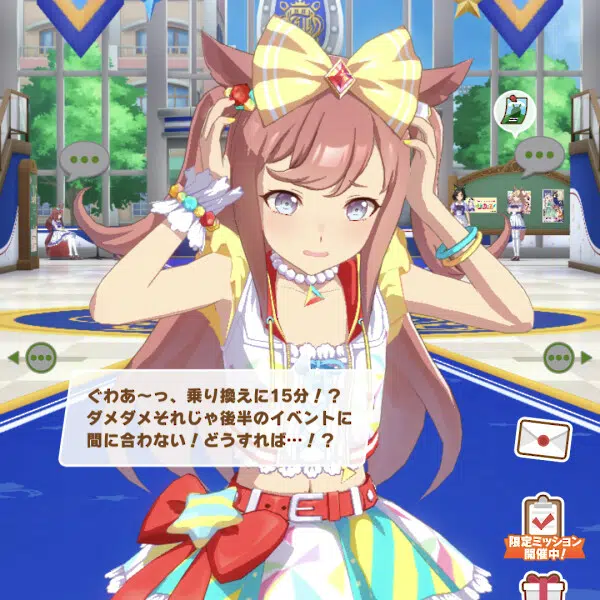 ぐわあ～っ、乗り換えに15分！？
ダメダメそれじゃ後半のイベントに
間に合わない！どうすれば…！？
限定ミッション
開催中！